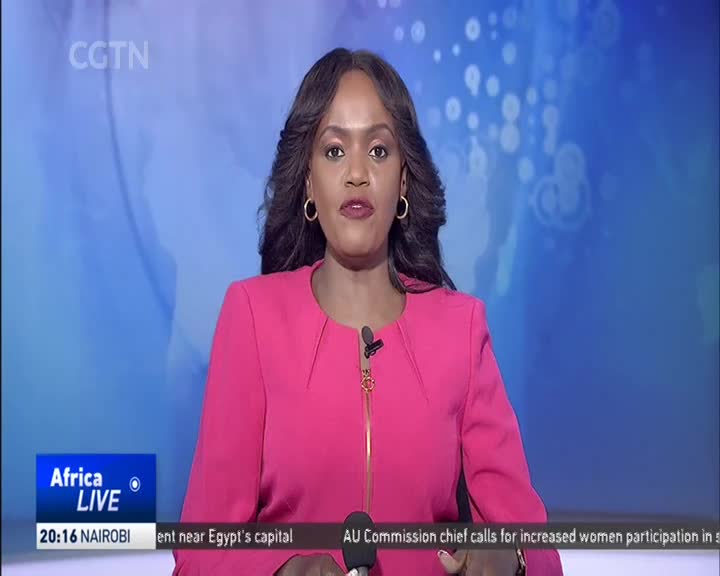 CGTN
Africa
LIVE
20:16 NAIROBI
ent near Egypt's capital AU Commission chief calls for increased women participation in s